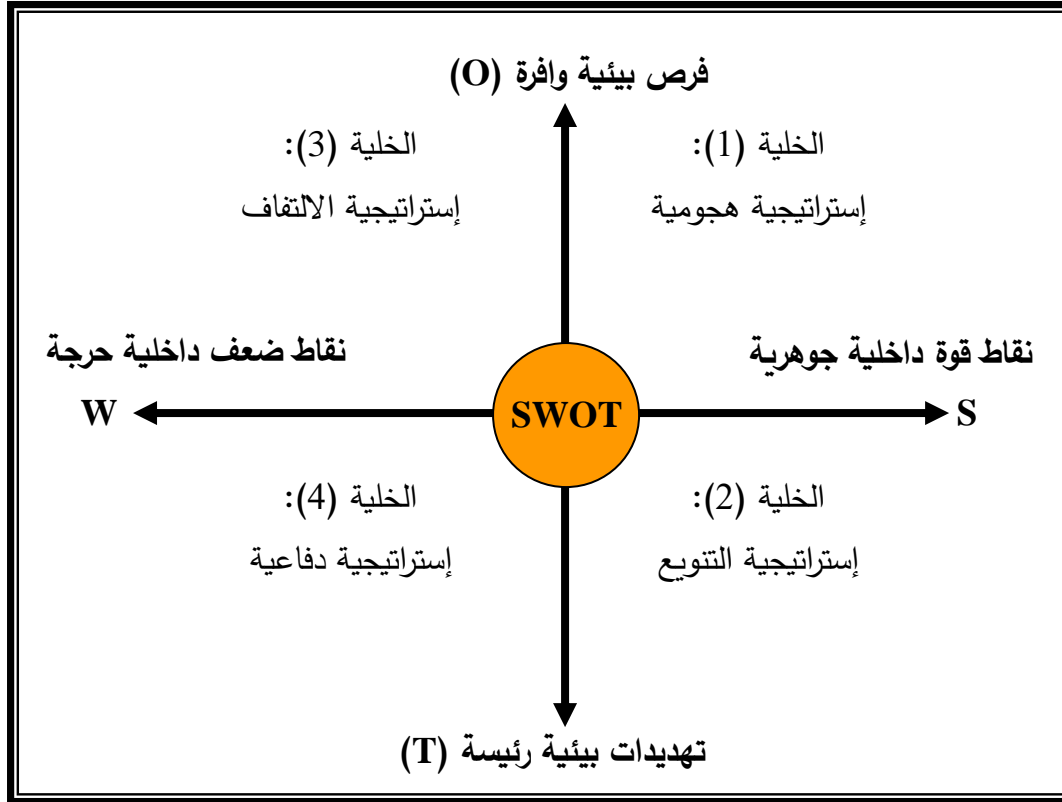 فرص بيئية وافرة (O)
الخلية (1):
إستراتيجية هجومية
الخلية (3):
إستراتيجية الالتفاف
نقاط قوة داخلية جوهرية
S
نقاط ضعف داخلية حرجة
W
SWOT
الخلية (2):
إستراتيجية التنويع
الخلية (4):
إستراتيجية دفاعية
تهديدات بيئية رئيسة (T)